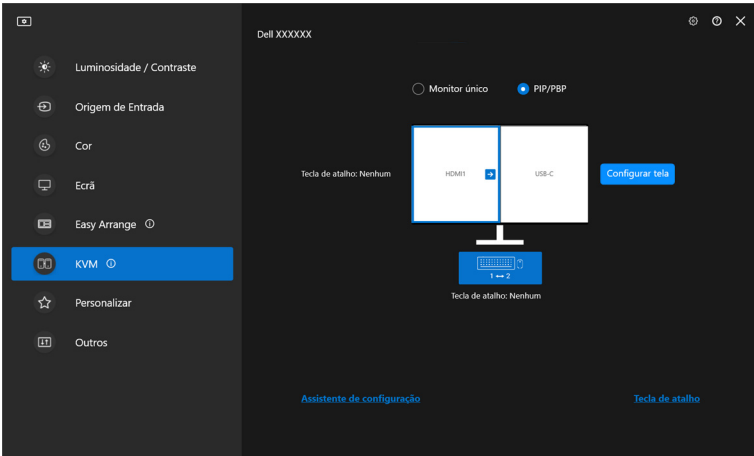 Dell XXXXXX
Luminosidade / Contraste
Origem de Entrada
Cor
Ecrã
Easy Arrange
KVM
Personalizar
Outros
Monitor único
PIP/PBP
Tecla de atalho: Nenhum
HDMI1
USB-C
Configurar tela
1 ↔ 2
Tecla de atalho: Nenhum
Assistente de configuração
Tecla de atalho